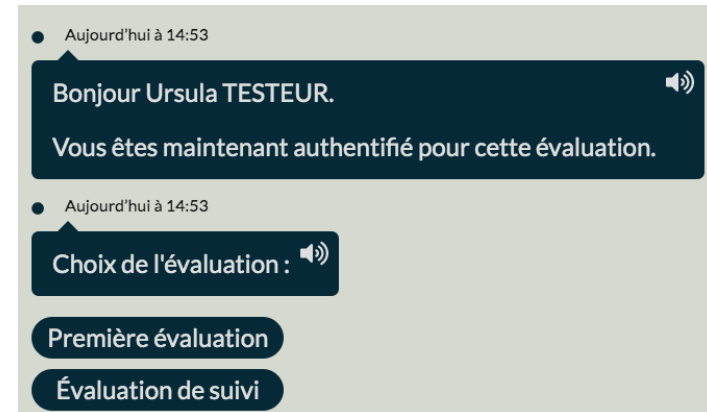 Aujourd'hui à 14:53
Bonjour Ursula TESTEUR.
Vous êtes maintenant authentifié pour cette évaluation.
Aujourd'hui à 14:53
Choix de l'évaluation :
Première évaluation
Évaluation de suivi